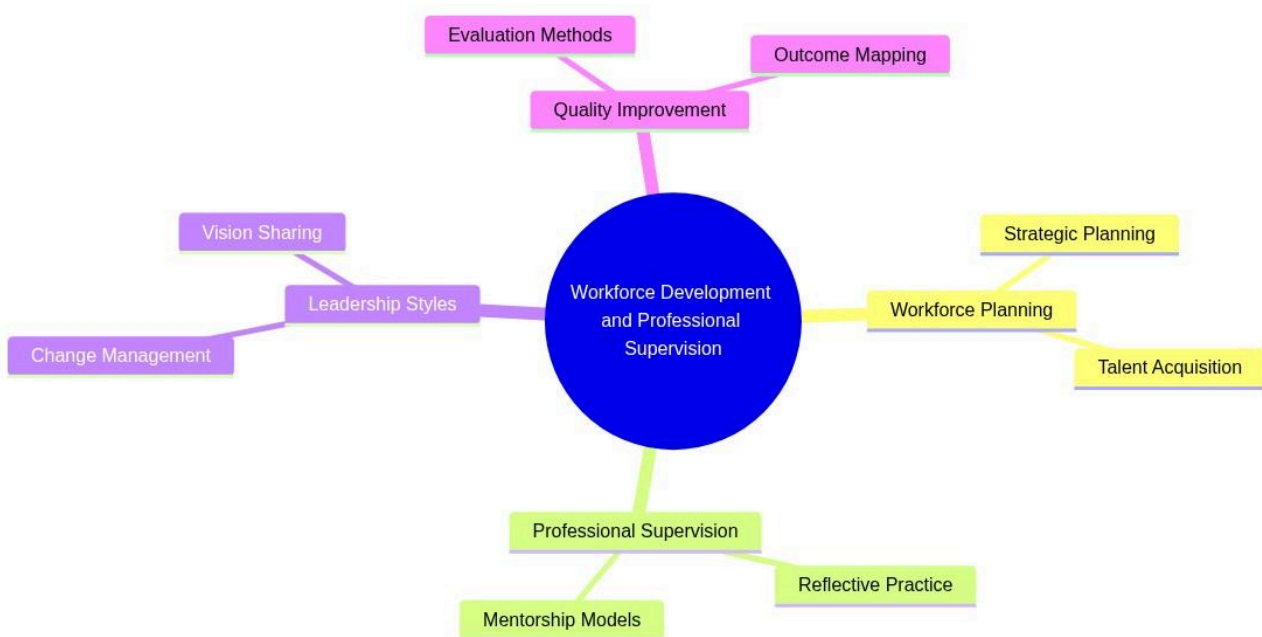 Evaluation Methods
Outcome Mapping
Quality Improvement
Vision Sharing
Strategic Planning
Leadership Styles
Workforce Development
and Professional
Supervision
Workforce Planning
Change Management
Talent Acquisition
Professional Supervision
Reflective Practice
Mentorship Models